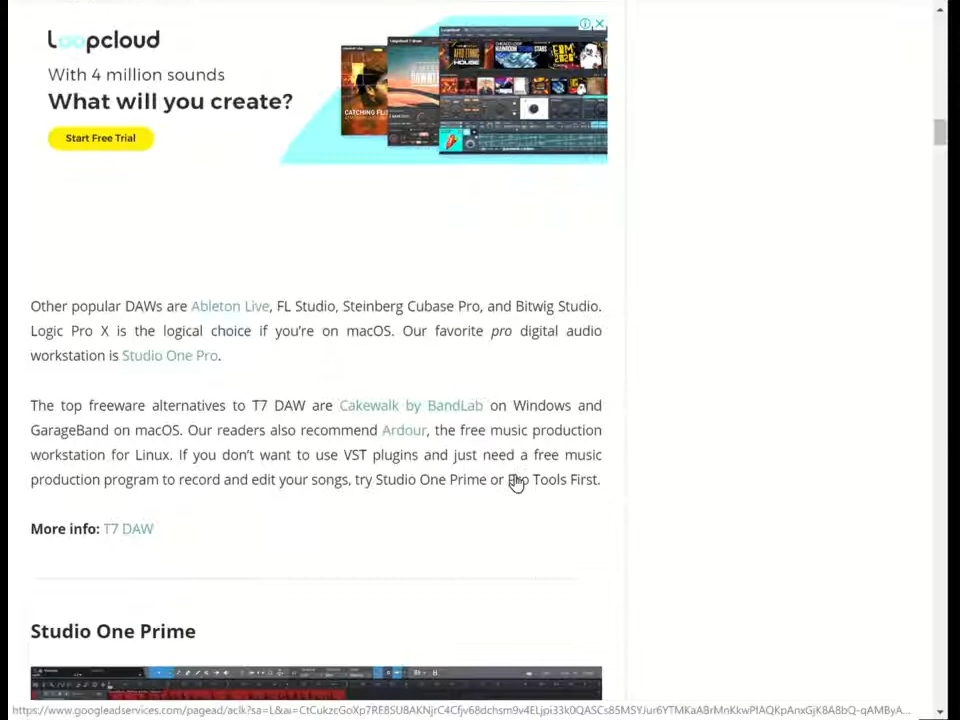 Loopcloud
With 4 million sounds
What will you create?
Start Free Trial
Other popular DAWs are Ableton Live, FL Studio, Steinberg Cubase Pro, and Bitwig Studio.
Logic Pro X is the logical choice if you're on macOS. Our favorite pro digital audio
workstation is Studio One Pro.
The top freeware alternatives to T7 DAW are Cakewalk by BandLab on Windows and
GarageBand on macOS. Our readers also recommend Ardour, the free music production
workstation for Linux. If you don't want to use VST plugins and just need a free music
production program to record and edit your songs, try Studio One Prime or Pro Tools First.
More info: T7 DAW
Studio One Prime